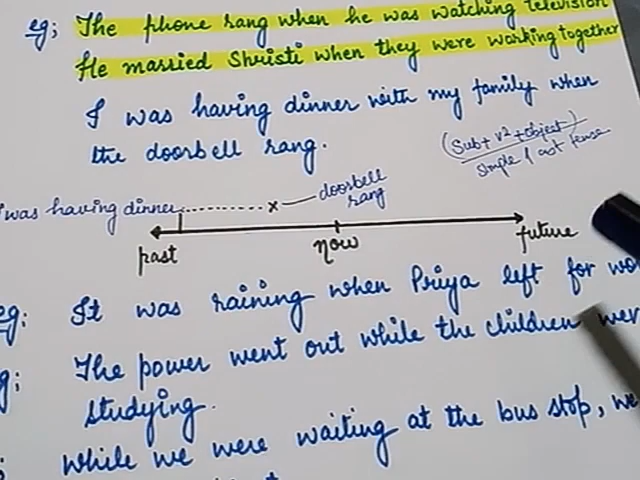 eg; The phone rang when he was watching television
He married Shristi when they were working together
I was having dinner with my family when
the doorbell rang.
(Sub + V2 + Object)
Simple Past tense
I was having dinner
doorbell
rang
past
now
future
eg: It was raining when Priya left for
The power went out while the children
studying.
While we were waiting at the bus stop,